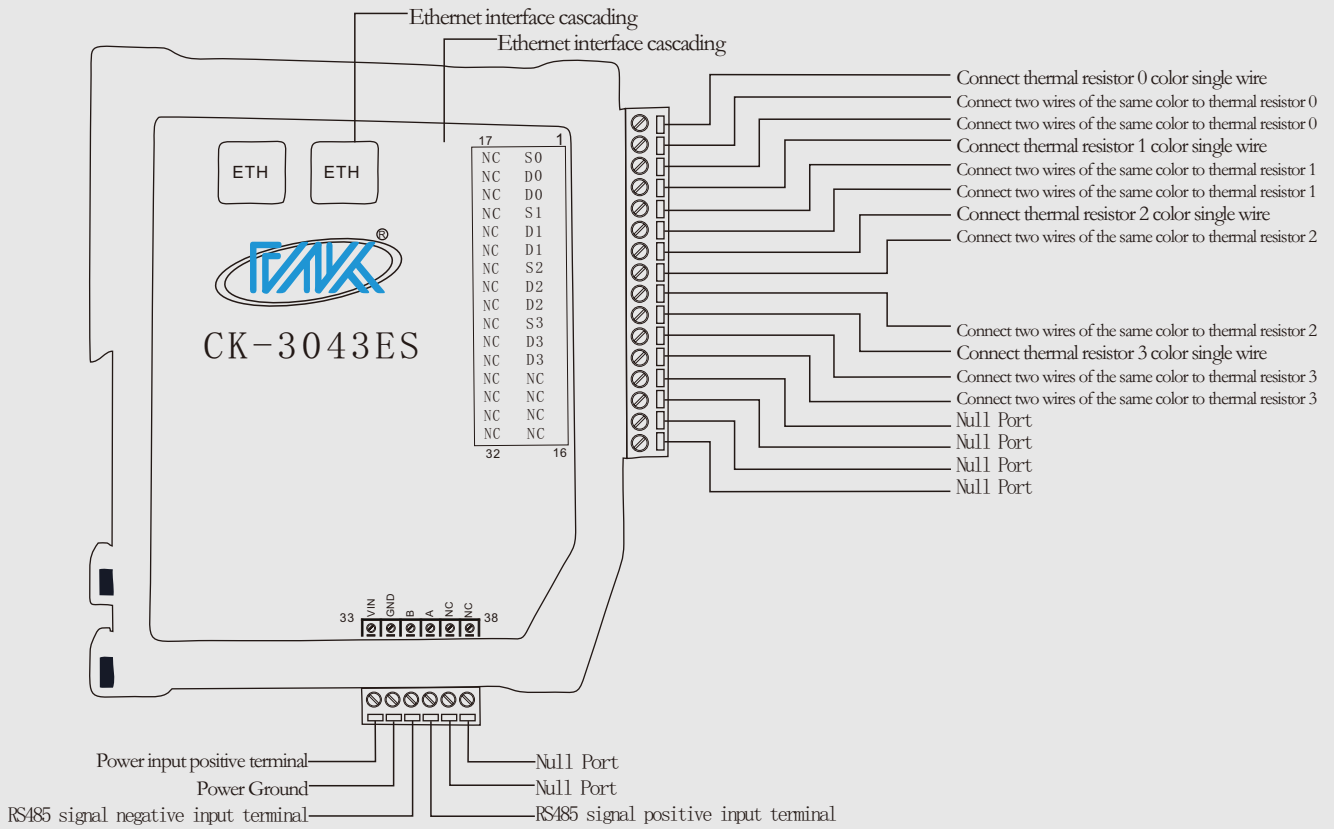 Ethernet interface cascading
Ethernet interface cascading
Connect thermal resistor 0 color single wire
Connect two wires of the same color to thermal resistor 0
Connect two wires of the same color to thermal resistor 0
Connect thermal resistor 1 color single wire
Connect two wires of the same color to thermal resistor 1
Connect two wires of the same color to thermal resistor 1
Connect thermal resistor 2 color single wire
Connect two wires of the same color to thermal resistor 2
Connect two wires of the same color to thermal resistor 2
Connect thermal resistor 3 color single wire
Connect two wires of the same color to thermal resistor 3
Connect two wires of the same color to thermal resistor 3
Null Port
Null Port
Null Port
Null Port
ETH ETH
®
CK-3043ES
17 1
NC S0
NC D0
NC D0
NC S1
NC D1
NC D1
NC S2
NC D2
NC D2
NC S3
NC D3
NC D3
NC NC
NC NC
NC NC
NC NC
32 16
33 VIN GND B A NC NC 38
Power input positive terminal
Power Ground
RS485 signal negative input terminal
Null Port
Null Port
RS485 signal positive input terminal